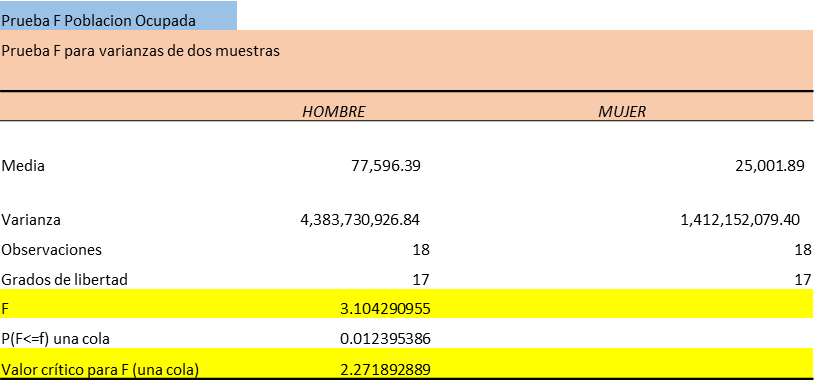 Prueba F Poblacion Ocupada
Prueba F para varianzas de dos muestras
HOMBRE MUJER
Media 77,596.39 25,001.89
Varianza 4,383,730,926.84 1,412,152,079.40
Observaciones 18 18
Grados de libertad 17 17
F 3.104290955
P(F<=f) una cola 0.012395386
Valor crítico para F (una cola) 2.271892889